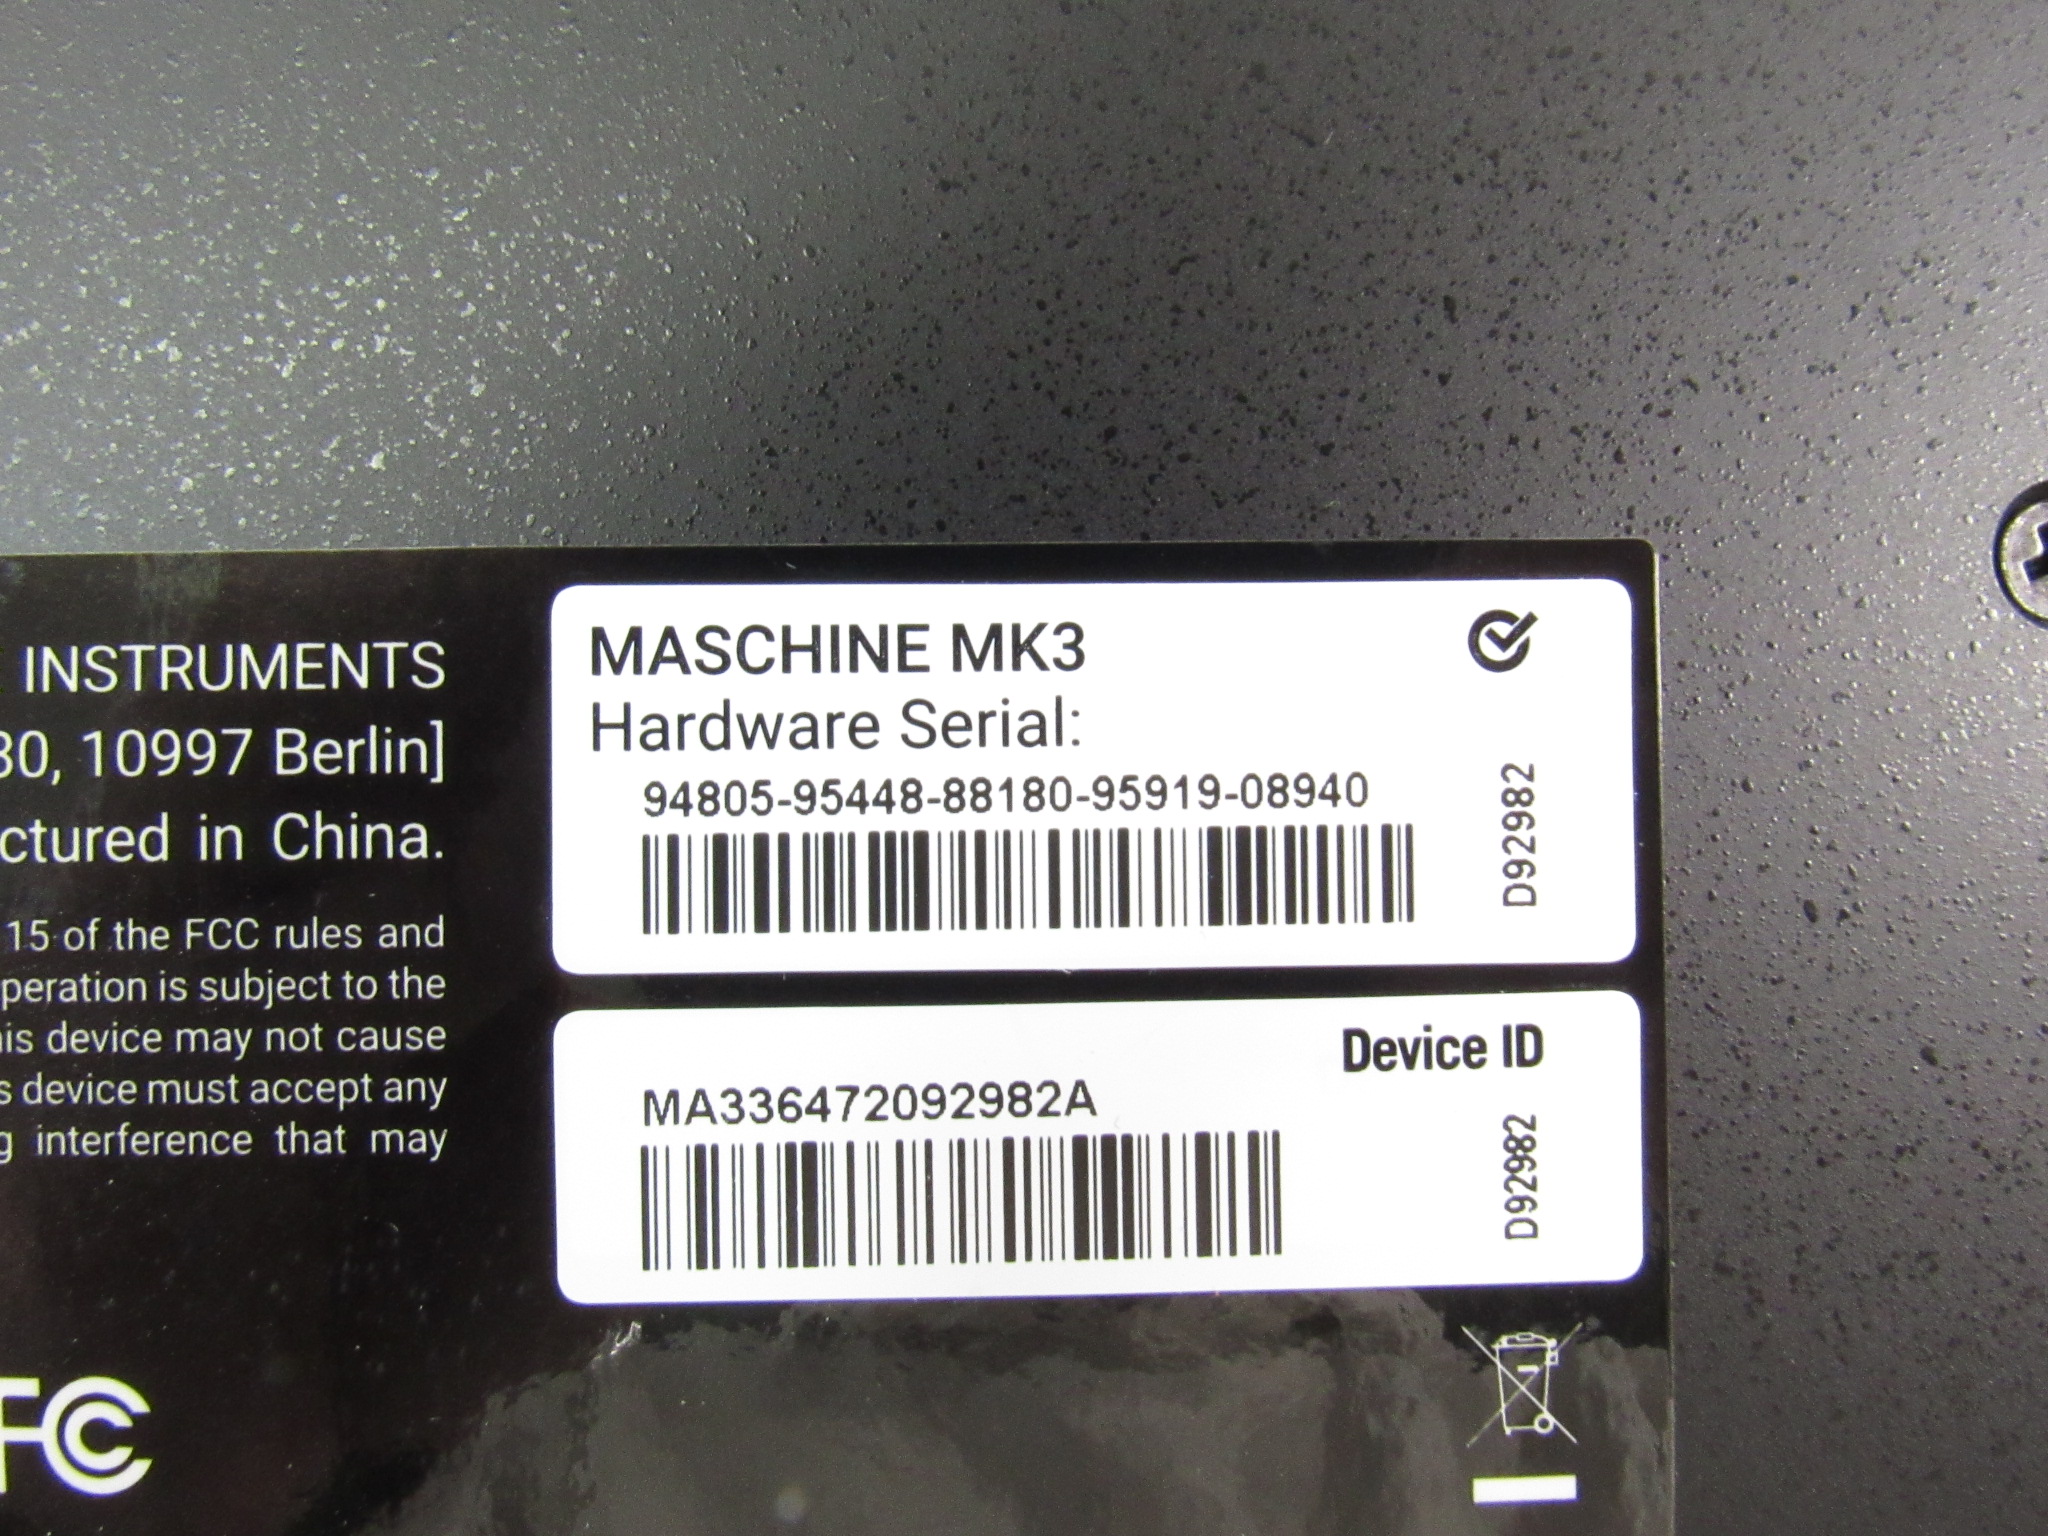 INSTRUMENTS
30, 10997 Berlin]
ctured in China.
15 of the FCC rules and
peration is subject to the
his device may not cause
s device must accept any
g interference that may
FC
MASCHINE MK3
Hardware Serial:
94805-95448-88180-95919-08940
D92982
Device ID
MA336472092982A
D92982